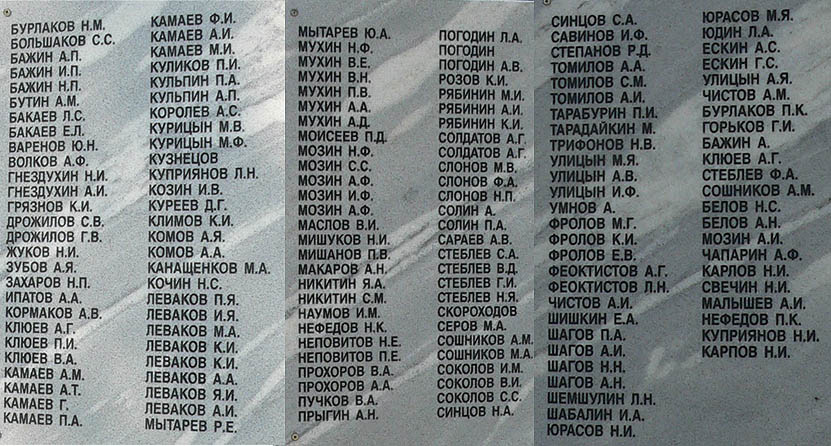 БУРЛАКОВ Н.М.
БОЛЬШАКОВ С.С.
БАЖИН А.П.
БАЖИН И.П.
БАЖИН Н.П.
БУТИН А.М.
БАКАЕВ Л.С.
БАКАЕВ Е.Л.
ВАРЕНОВ Ю.Н.
ВОЛКОВ А.Ф.
ГНЕЗДУХИН Н.И.
ГНЕЗДУХИН А.И.
ГРЯЗНОВ К.И.
ДРОЖИЛОВ С.В.
ДРОЖИЛОВ Г.В.
ЖУКОВ Н.И.
ЗУБОВ А.Я.
ЗАХАРОВ Н.П.
ИПАТОВ А.А.
КОРМАКОВ А.В.
КЛЮЕВ А.Г.
КЛЮЕВ П.И.
КЛЮЕВ В.А.
КАМАЕВ А.М.
КАМАЕВ А.Т.
КАМАЕВ Г.
КАМАЕВ П.А.
КАМАЕВ Ф.И.
КАМАЕВ А.И.
КАМАЕВ М.И.
КУЛИКОВ П.И.
КУЛЬПИН П.А.
КУЛЬПИН А.П.
КОРОЛЕВ А.С.
КУРИЦЫН М.В.
КУРИЦЫН М.Ф.
КУЗНЕЦОВ
КУПРИЯНОВ Л.Н.
КОЗИН И.В.
КУРЕЕВ Д.Г.
КЛИМОВ К.И.
КОМОВ А.Я.
КОМОВ А.А.
КАНАЩЕНКОВ М.А.
КОЧИН Н.С.
ЛЕВАКОВ П.Я.
ЛЕВАКОВ И.Я.
ЛЕВАКОВ М.А.
ЛЕВАКОВ К.И.
ЛЕВАКОВ К.И.
ЛЕВАКОВ А.А.
ЛЕВАКОВ Я.И.
ЛЕВАКОВ А.И.
МЫТАРЕВ Р.Е.
МЫТАРЕВ Ю.А.
МУХИН Н.Ф.
МУХИН В.Е.
МУХИН В.Н.
МУХИН П.В.
МУХИН А.А.
МУХИН А.Д.
МОИСЕЕВ П.Д.
МОЗИН Н.Ф.
МОЗИН С.С.
МОЗИН А.Ф.
МОЗИН И.Ф.
МОЗИН А.Ф.
МАСЛОВ В.И.
МИШУКОВ Н.И.
МИШАНОВ П.В.
МАКАРОВ А.Н.
НИКИТИН Я.А.
НИКИТИН С.М.
НАУМОВ И.М.
НЕФЕДОВ Н.К.
НЕПОВИТОВ Н.Е.
НЕПОВИТОВ П.Е.
ПРОХОРОВ В.А.
ПРОХОРОВ А.А.
ПУЧКОВ В.А.
ПРЫГИН А.Н.
ПОГОДИН Л.А.
ПОГОДИН
ПОГОДИН А.В.
РОЗОВ К.И.
РЯБИНИН М.И.
РЯБИНИН А.И.
РЯБИНИН К.И.
СОЛДАТОВ А.Г.
СОЛДАТОВ А.Г.
СЛОНОВ М.В.
СЛОНОВ Ф.А.
СЛОНОВ Н.П.
СОЛИН А.
СОЛИН П.А.
САРАЕВ А.В.
СТЕБЛЕВ С.А.
СТЕБЛЕВ В.Д.
СТЕБЛЕВ Г.И.
СТЕБЛЕВ Н.Я.
СКОРОХОДОВ
СЕРОВ М.А.
СОШНИКОВ А.М.
СОШНИКОВ М.А.
СОКОЛОВ И.М.
СОКОЛОВ В.И.
СОКОЛОВ С.С.
СИНЦОВ Н.А.
СИНЦОВ С.А.
САВИНОВ И.Ф.
СТЕПАНОВ Р.Д.
ТОМИЛОВ А.А.
ТОМИЛОВ С.М.
ТОМИЛОВ А.И.
ТАРАБУРИН П.И.
ТАРАДАЙКИН М.
ТРИФОНОВ Н.В.
УЛИЦЫН М.Я.
УЛИЦЫН А.В.
УЛИЦЫН И.Ф.
УМНОВ А.
ФРОЛОВ М.Г.
ФРОЛОВ К.И.
ФРОЛОВ Е.В.
ФЕОКТИСТОВ А.Г.
ФЕОКТИСТОВ Л.Н.
ЧИСТОВ А.И.
ШИШКИН Е.А.
ШАГОВ П.А.
ШАГОВ А.И.
ШАГОВ Н.Н.
ШАГОВ А.Н.
ШЕМШУЛИН Л.Н.
ШАБАЛИН И.А.
ЮРАСОВ Н.И.
ЮРАСОВ М.Я.
ЮДИН Л.А.
ЕСКИН А.С.
ЕСКИН Г.С.
УЛИЦЫН А.Я.
ЧИСТОВ А.М.
БУРЛАКОВ П.К.
ГОРЬКОВ Г.И.
БАЖИН А.
КЛЮЕВ А.Г.
СТЕБЛЕВ Ф.А.
СОШНИКОВ А.М.
БЕЛОВ Н.С.
БЕЛОВ А.Н.
МОЗИН А.И.
ЧАПАРИН А.Ф.
КАРЛОВ Н.И.
СВЕЧИН Н.И.
МАЛЫШЕВ А.И.
НЕФЕДОВ П.К.
КУПРИЯНОВ Н.И.
КАРПОВ Н.И.